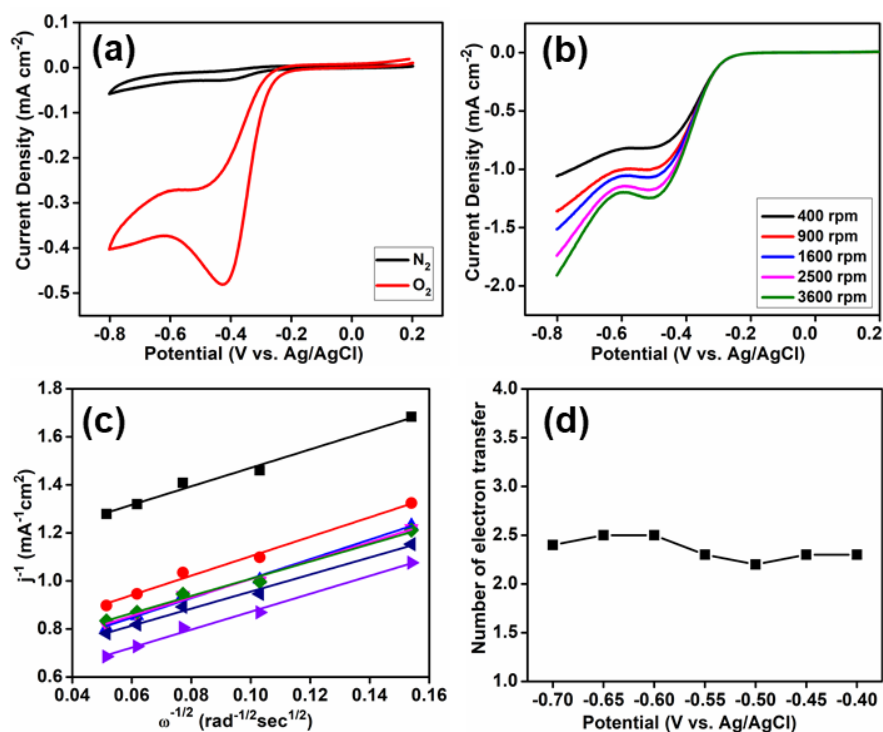 (a)
0.1
0.0
-0.1
-0.2
-0.3
-0.4
-0.5
Current Density (mA cm⁻²)
N₂
O₂
-0.8 -0.6 -0.4 -0.2 0.0 0.2
Potential (V vs. Ag/AgCl)
(b)
0.0
-0.5
-1.0
-1.5
-2.0
Current Density (mA cm⁻²)
400 rpm
900 rpm
1600 rpm
2500 rpm
3600 rpm
-0.8 -0.6 -0.4 -0.2 0.0 0.2
Potential (V vs. Ag/AgCl)
(c)
1.8
1.6
1.4
1.2
1.0
0.8
0.6
j⁻¹ (mA⁻¹cm²)
0.04 0.06 0.08 0.10 0.12 0.14 0.16
ω⁻¹/² (rad⁻¹/²sec¹/²)
(d)
4.0
3.5
3.0
2.5
2.0
1.5
1.0
Number of electron transfer
-0.70 -0.65 -0.60 -0.55 -0.50 -0.45 -0.40
Potential (V vs. Ag/AgCl)